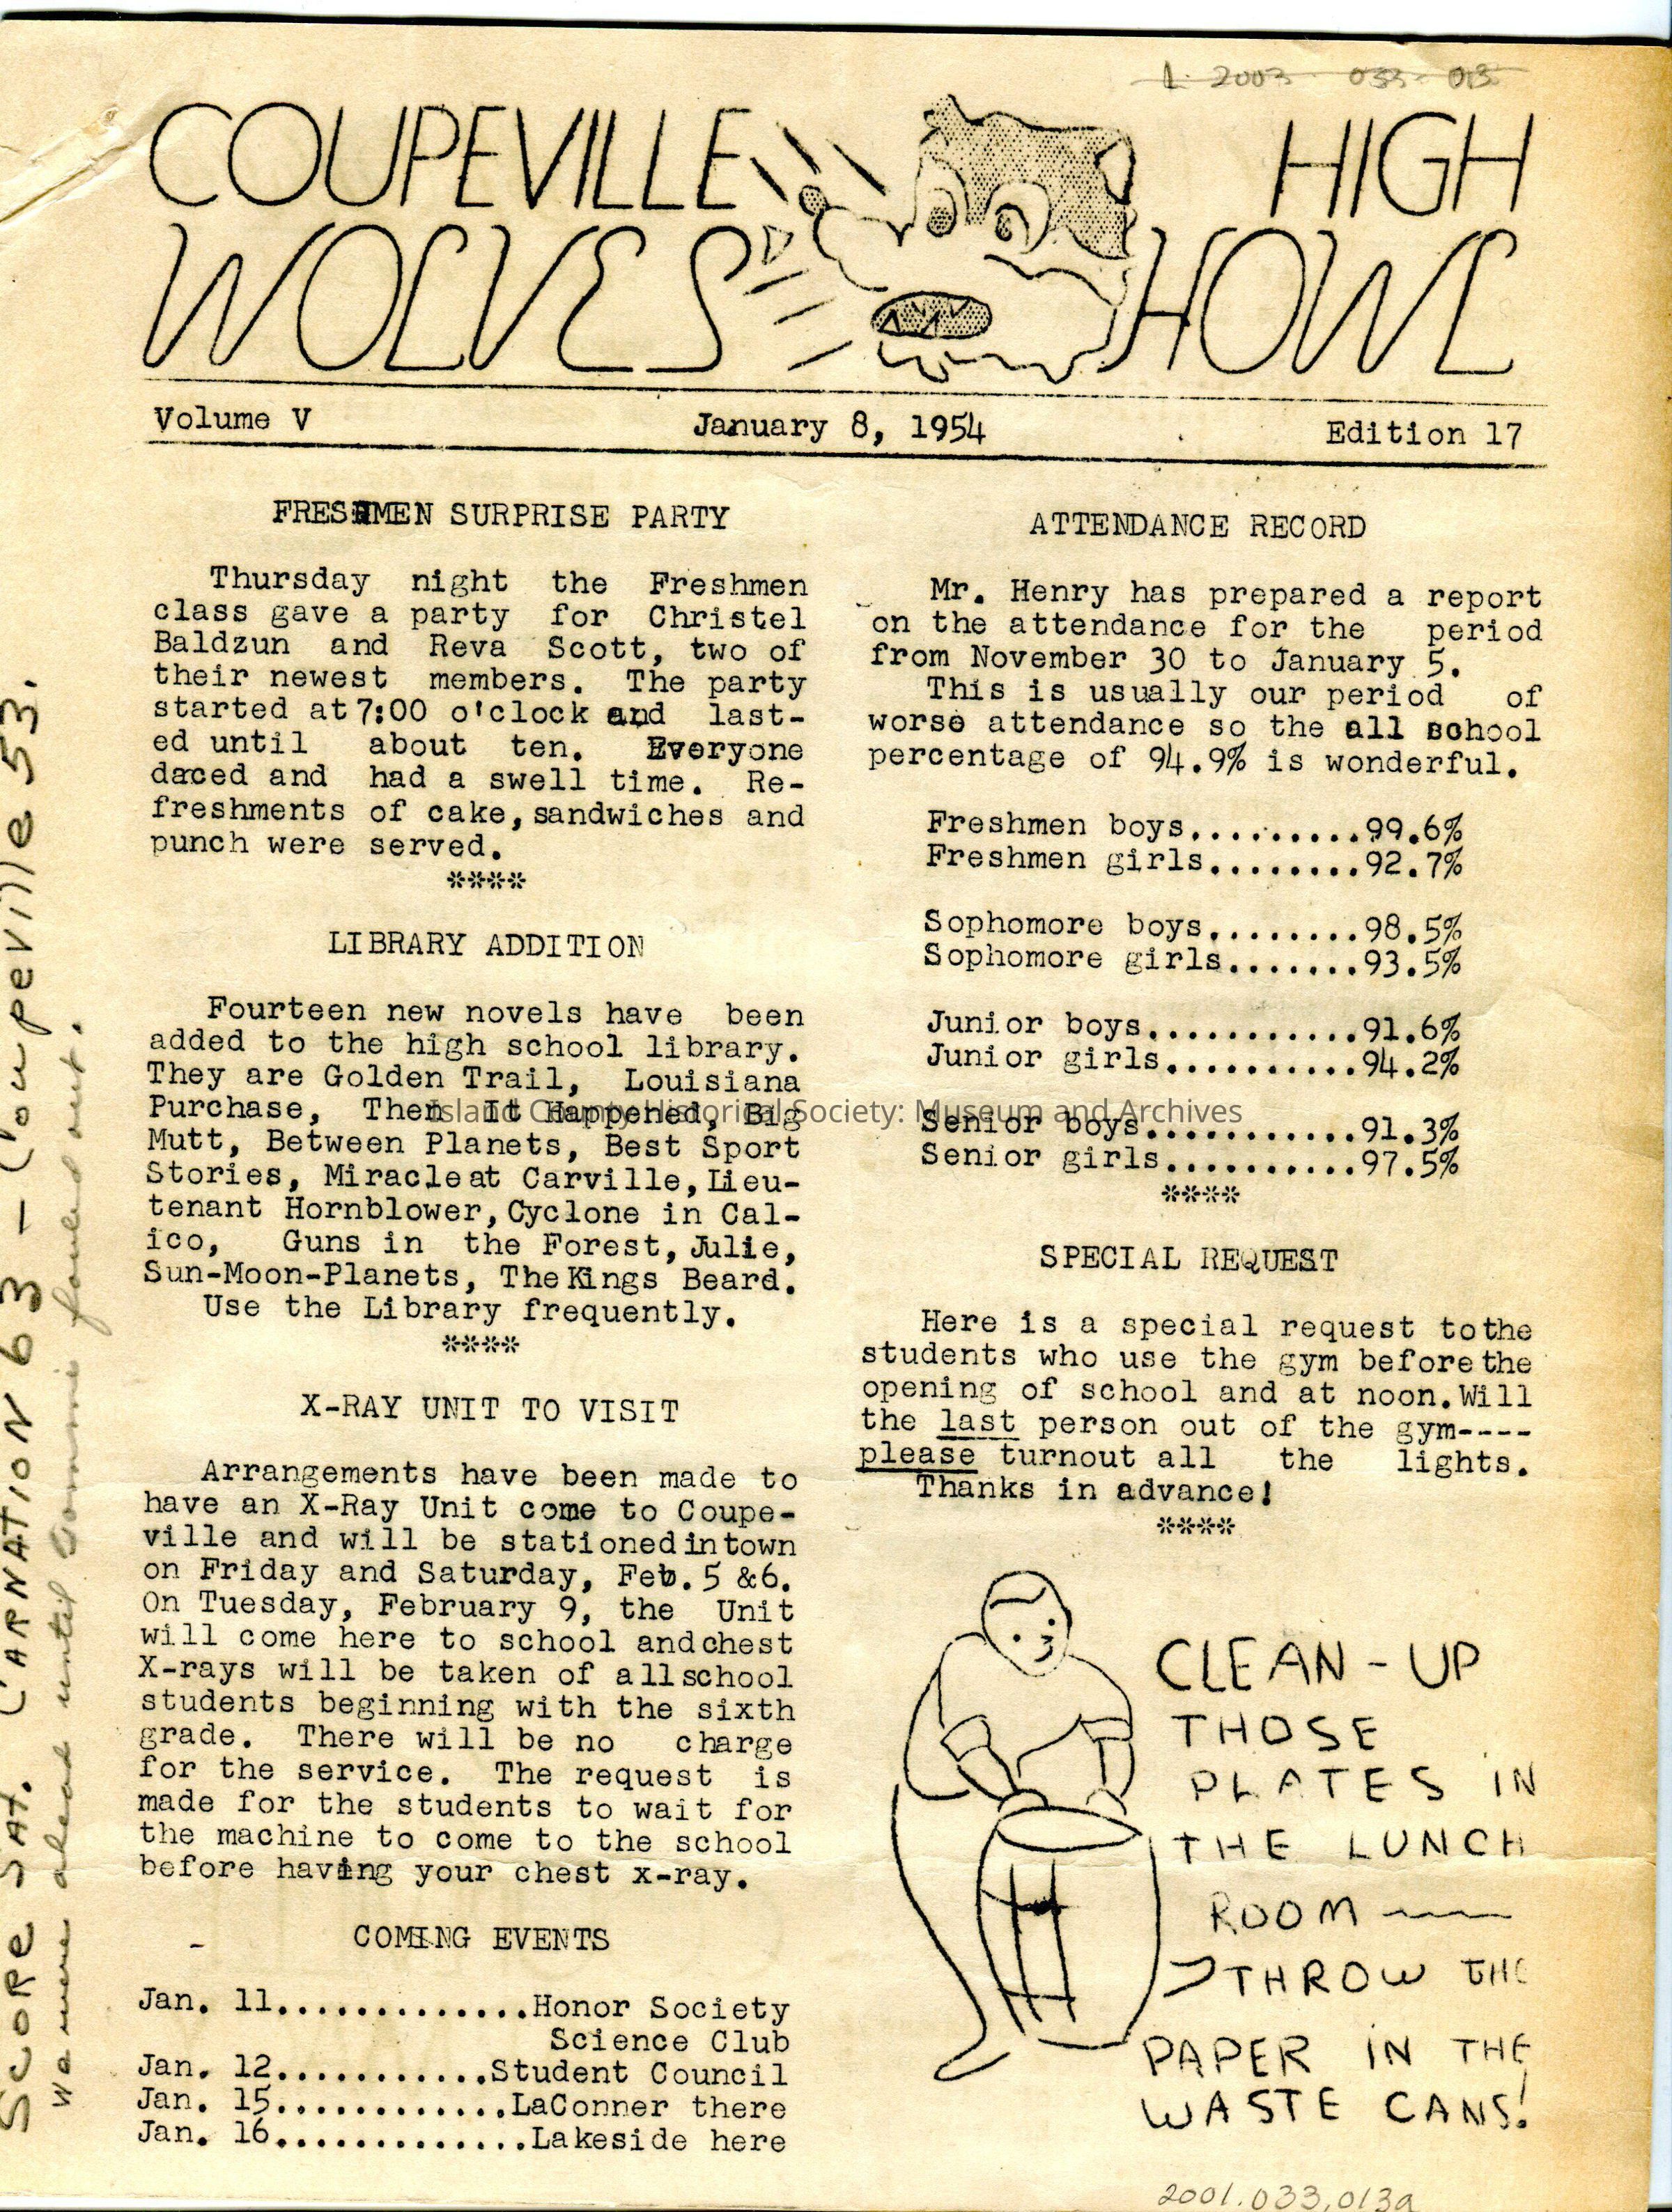 1. 2003 033-013
COUPEVILLE HIGH
WOLVES HOWL
Volume V January 8, 1954 Edition 17
FRESHMEN SURPRISE PARTY
Thursday night the Freshmen
class gave a party for Christel
Baldzun and Reva Scott, two of
their newest members. The party
started at 7:00 o'clock and last-
ed until about ten. Everyone
daced and had a swell time. Re-
freshments of cake, sandwiches and
punch were served.
****
LIBRARY ADDITION
Fourteen new novels have been
added to the high school library.
They are Golden Trail, Louisiana
Purchase, Then It Happened, Big
Mutt, Between Planets, Best Sport
Stories, Miracle at Carville, Lieu-
tenant Hornblower, Cyclone in Cal-
ico, Guns in the Forest, Julie,
Sun-Moon-Planets, The Kings Beard.
Use the Library frequently.
****
X-RAY UNIT TO VISIT
Arrangements have been made to
have an X-Ray Unit come to Coupe-
ville and will be stationed in town
on Friday and Saturday, Feb. 5 &6.
On Tuesday, February 9, the Unit
will come here to school and chest
X-rays will be taken of all school
students beginning with the sixth
grade. There will be no charge
for the service. The request is
made for the students to wait for
the machine to come to the school
before having your chest x-ray.
COMING EVENTS
Jan. 11.............Honor Society
Science Club
Jan. 12...........Student Council
Jan. 15............LaConner there
Jan. 16.............Lakeside here
ATTENDANCE RECORD
Mr. Henry has prepared a report
on the attendance for the period
from November 30 to January 5.
This is usually our period of
worse attendance so the all school
percentage of 94.9% is wonderful.
Freshmen boys.........99.6%
Freshmen girls........92.7%
Sophomore boys........98.5%
Sophomore girls.......93.5%
Junior boys...........91.6%
Junior girls..........94.2%
Senior boys...........91.3%
Senior girls..........97.5%
****
SPECIAL REQUEST
Here is a special request to the
students who use the gym before the
opening of school and at noon. Will
the last person out of the gym----
please turnout all the lights.
Thanks in advance!
****
CLEAN-UP
THOSE
PLATES IN
THE LUNCH
ROOM ——
THROW THE
PAPER IN THE
WASTE CANS!
Island County Historical Society: Museum and Archives
SCORE SAT. CARNATION 63 - Coupeville 53.
We were ahead until Sonnie fouled out.
2001.033.013a